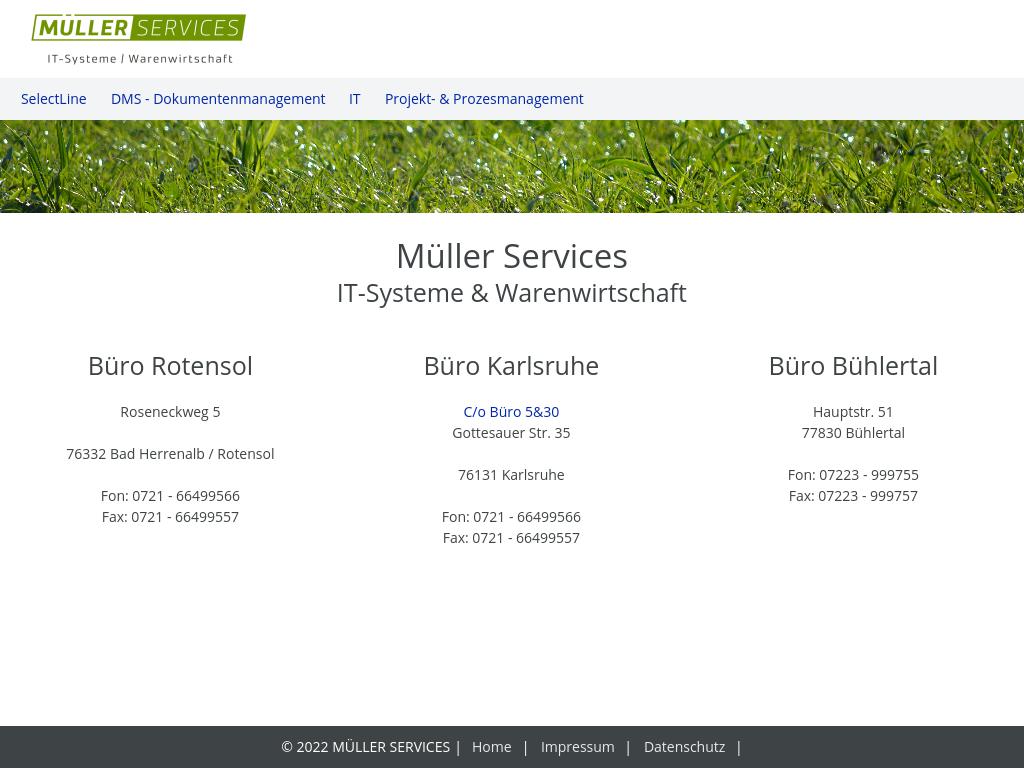 MÜLLER SERVICES
IT-Systeme / Warenwirtschaft
SelectLine DMS - Dokumentenmanagement IT Projekt- & Prozesmanagement
Müller Services
IT-Systeme & Warenwirtschaft
Büro Rotensol
Roseneckweg 5
76332 Bad Herrenalb / Rotensol
Fon: 0721 - 66499566
Fax: 0721 - 66499557
Büro Karlsruhe
C/o Büro 5&30
Gottesauer Str. 35
76131 Karlsruhe
Fon: 0721 - 66499566
Fax: 0721 - 66499557
Büro Bühlertal
Hauptstr. 51
77830 Bühlertal
Fon: 07223 - 999755
Fax: 07223 - 999757
© 2022 MÜLLER SERVICES | Home | Impressum | Datenschutz |